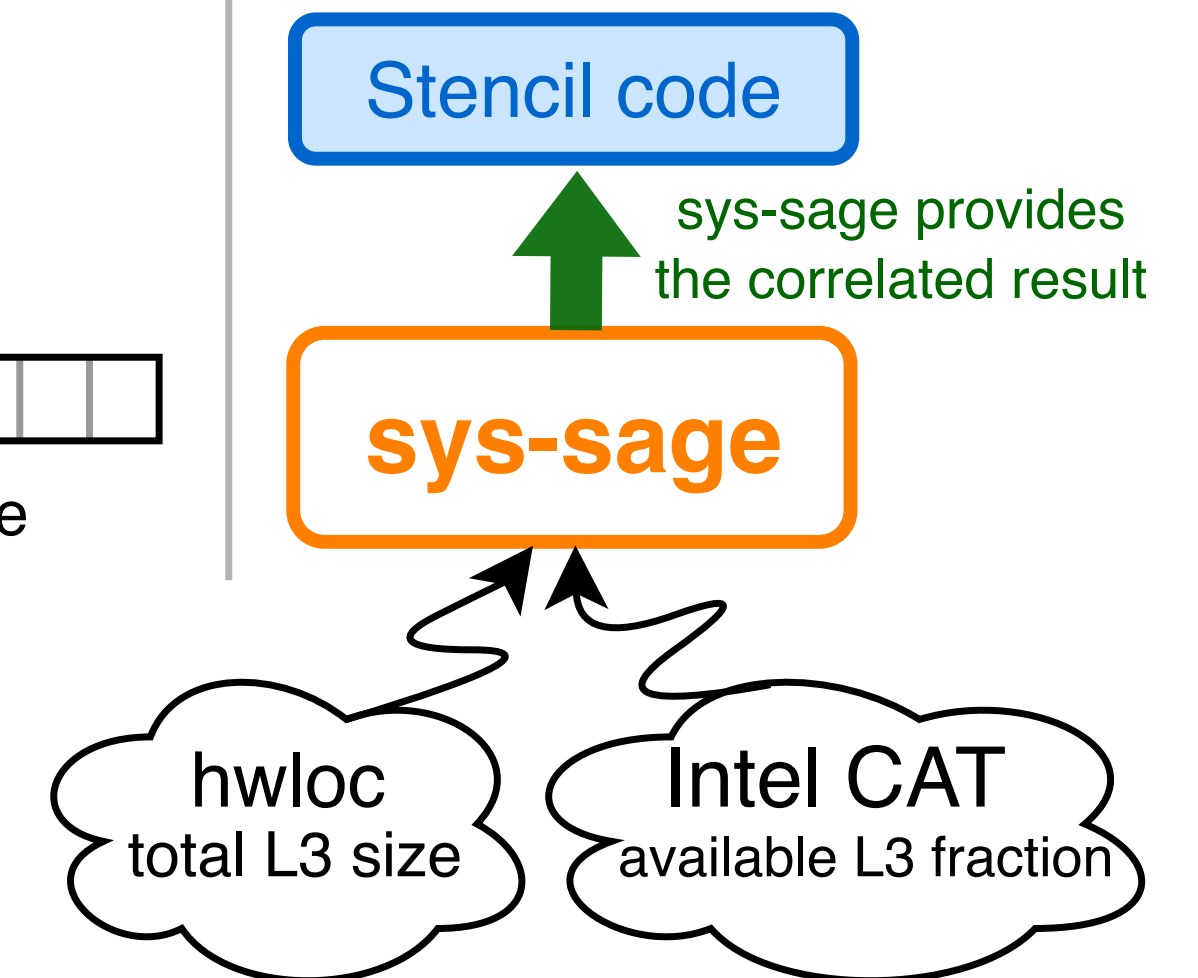 Stencil code
sys-sage provides
the correlated result
sys-sage
e
hwloc
total L3 size
Intel CAT
available L3 fraction